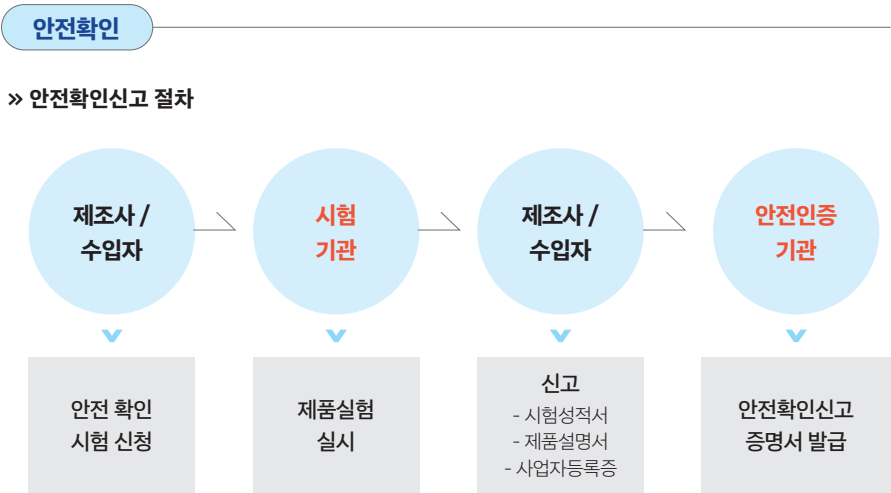 안전확인
» 안전확인신고 절차
제조사 /
수입자
시험
기관
제조사 /
수입자
안전인증
기관
안전 확인
시험 신청
제품실험
실시
신고
- 시험성적서
- 제품설명서
- 사업자등록증
안전확인신고
증명서 발급